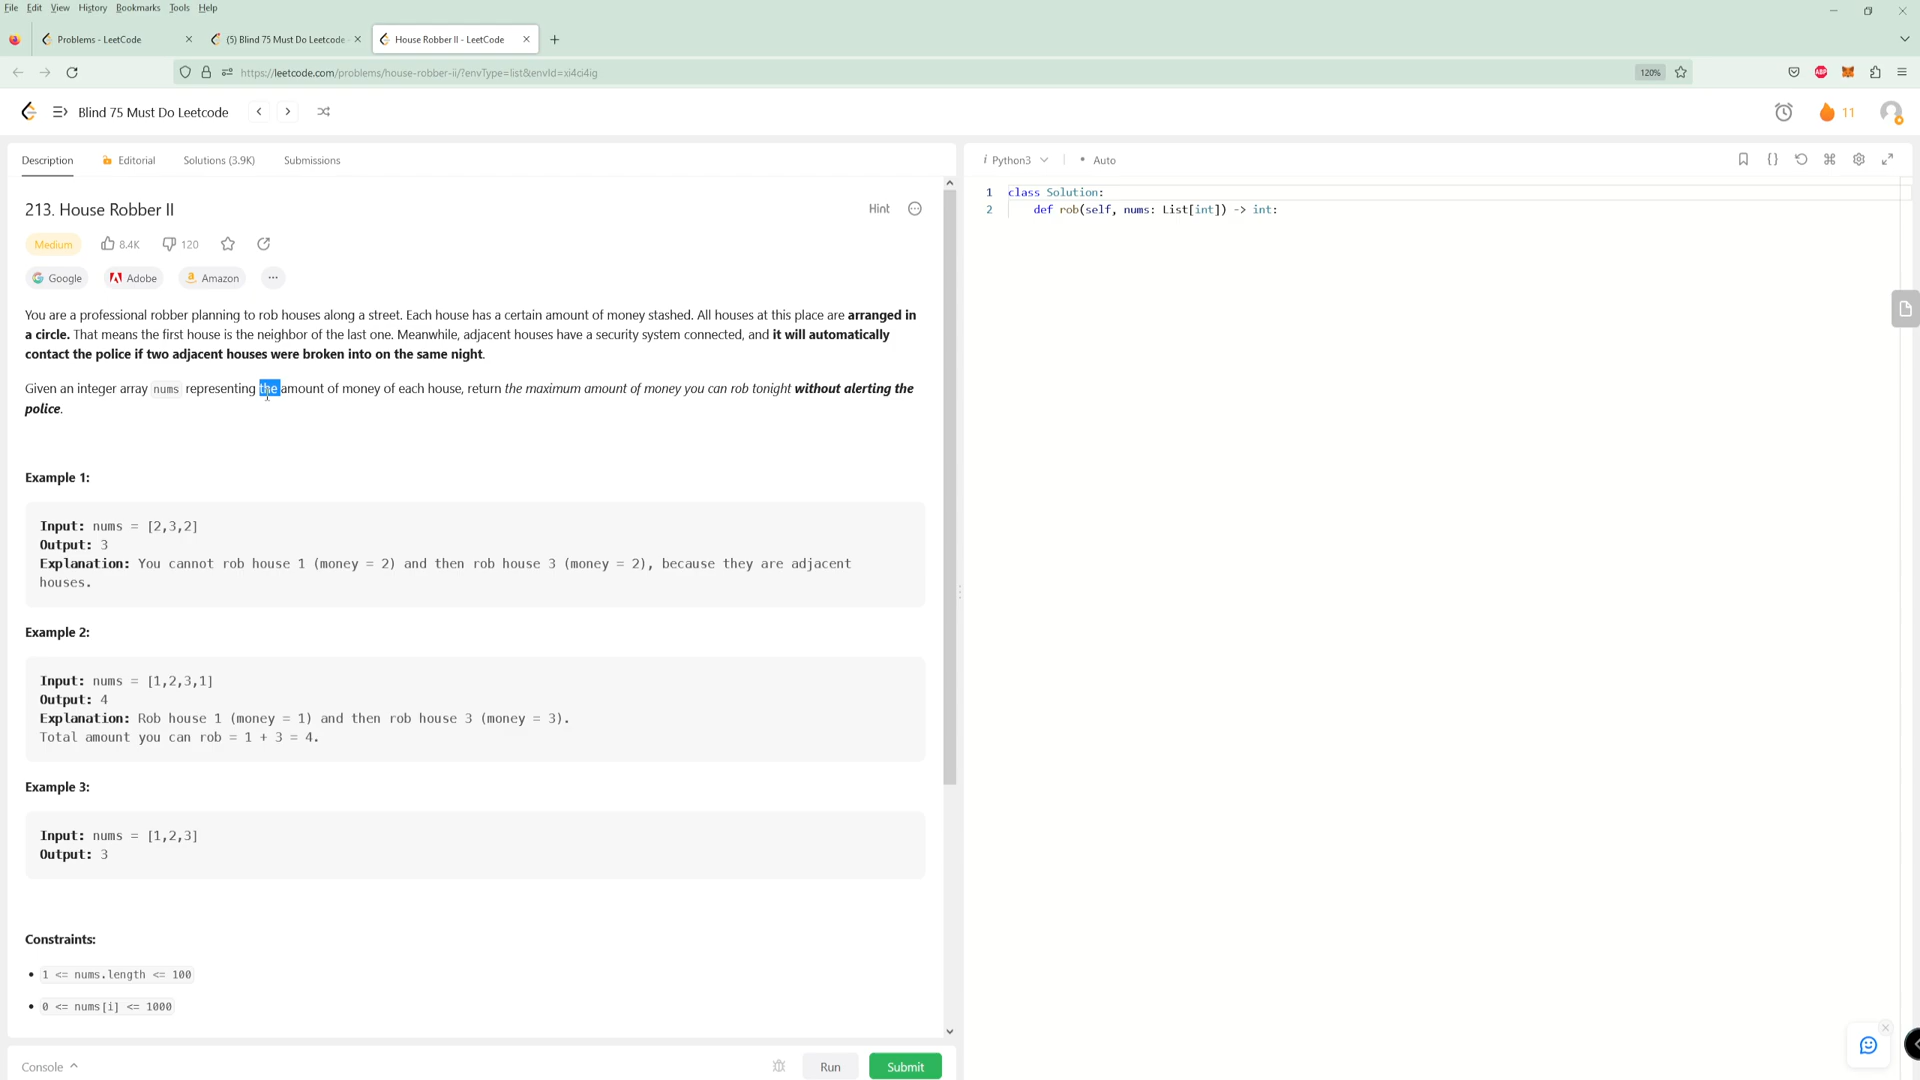 File Edit View History Bookmarks Tools Help
Problems - LeetCode
(5) Blind 75 Must Do Leetcode -
House Robber II - LeetCode
https://leetcode.com/problems/house-robber-ii/?envType=list&envId=xi4ci4ig
120%
ABP
Blind 75 Must Do Leetcode
11
Description Editorial Solutions (3.9K) Submissions
213. House Robber II
Hint
Medium 8.4K 120
Google Adobe Amazon
You are a professional robber planning to rob houses along a street. Each house has a certain amount of money stashed. All houses at this place are arranged in
a circle. That means the first house is the neighbor of the last one. Meanwhile, adjacent houses have a security system connected, and it will automatically
contact the police if two adjacent houses were broken into on the same night.
Given an integer array nums representing the amount of money of each house, return the maximum amount of money you can rob tonight without alerting the
police.
Example 1:
Input: nums = [2,3,2]
Output: 3
Explanation: You cannot rob house 1 (money = 2) and then rob house 3 (money = 2), because they are adjacent
houses.
Example 2:
Input: nums = [1,2,3,1]
Output: 4
Explanation: Rob house 1 (money = 1) and then rob house 3 (money = 3).
Total amount you can rob = 1 + 3 = 4.
Example 3:
Input: nums = [1,2,3]
Output: 3
Constraints:
• 1 <= nums.length <= 100
• 0 <= nums[i] <= 1000
Console
Run Submit
i Python3 • Auto
1 class Solution:
2 def rob(self, nums: List[int]) -> int: